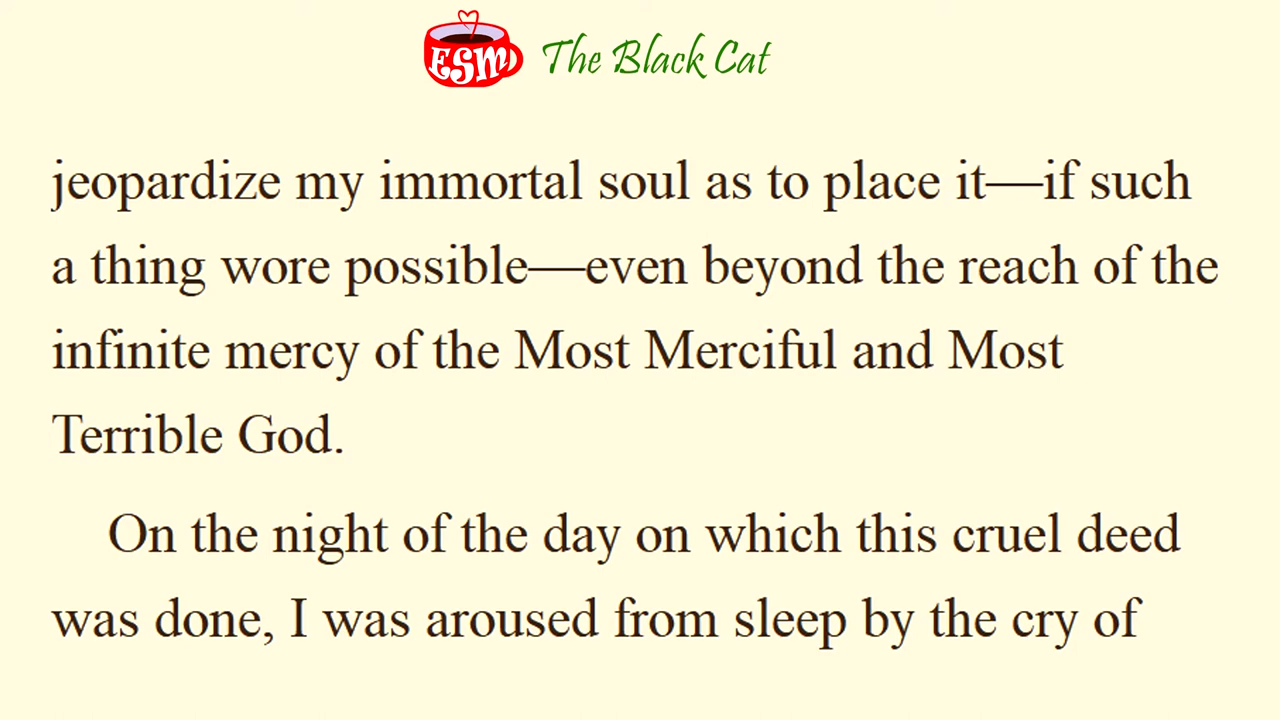 ESM The Black Cat
jeopardize my immortal soul as to place it—if such
a thing wore possible—even beyond the reach of the
infinite mercy of the Most Merciful and Most
Terrible God.
On the night of the day on which this cruel deed
was done, I was aroused from sleep by the cry of